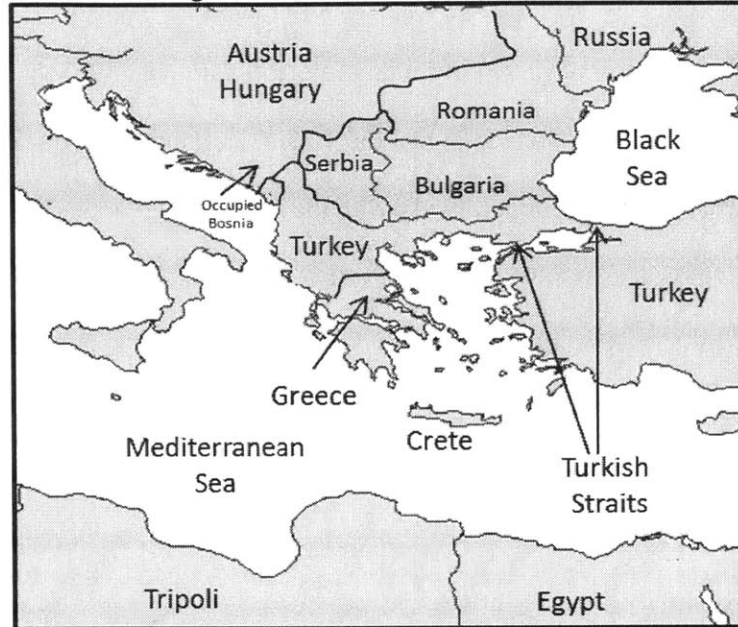 Russia
Austria
Hungary
Romania
Black
Sea
Serbia
Bulgaria
Occupied
Bosnia
Turkey
Turkey
Greece
Crete
Mediterranean
Sea
Turkish
Straits
Tripoli
Egypt